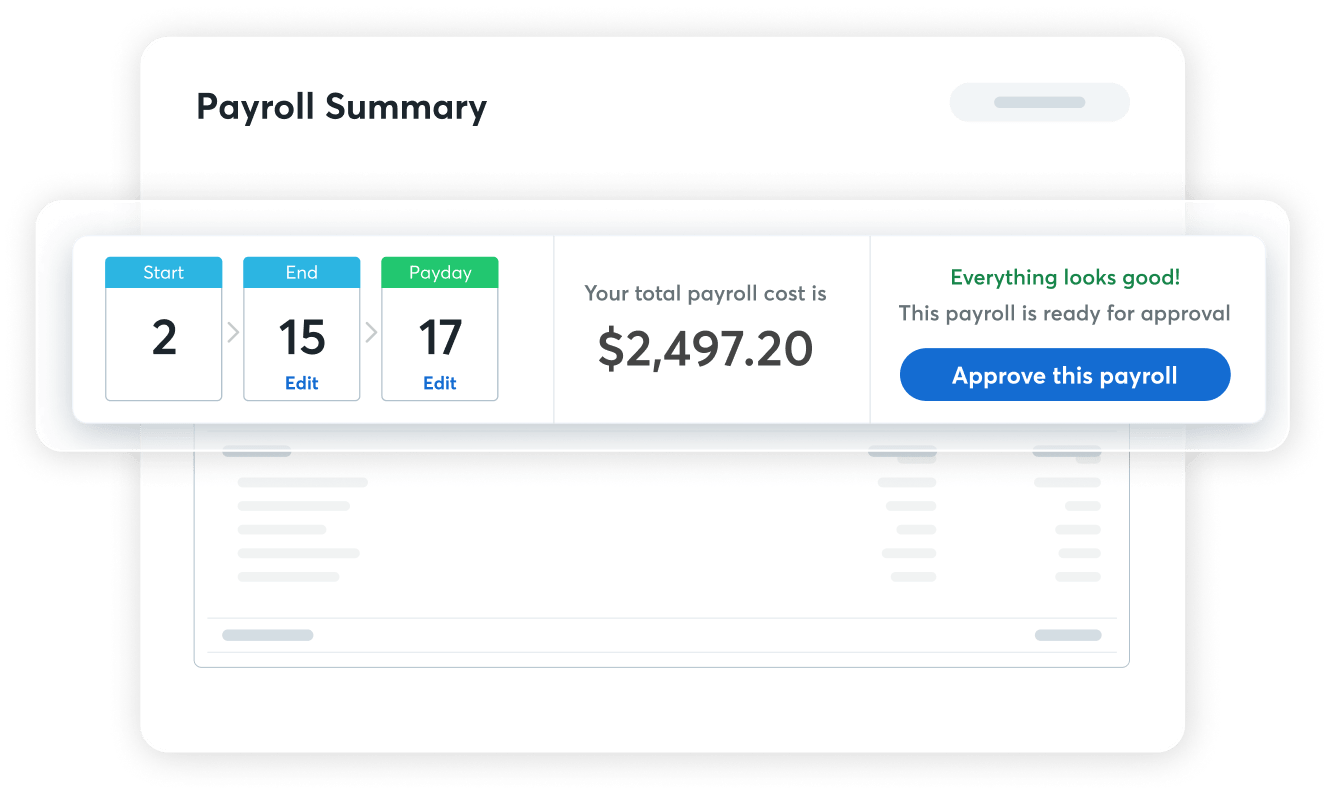 Payroll Summary
Start
2
End
15
Edit
Payday
17
Edit
Your total payroll cost is
$2,497.20
Everything looks good!
This payroll is ready for approval
Approve this payroll